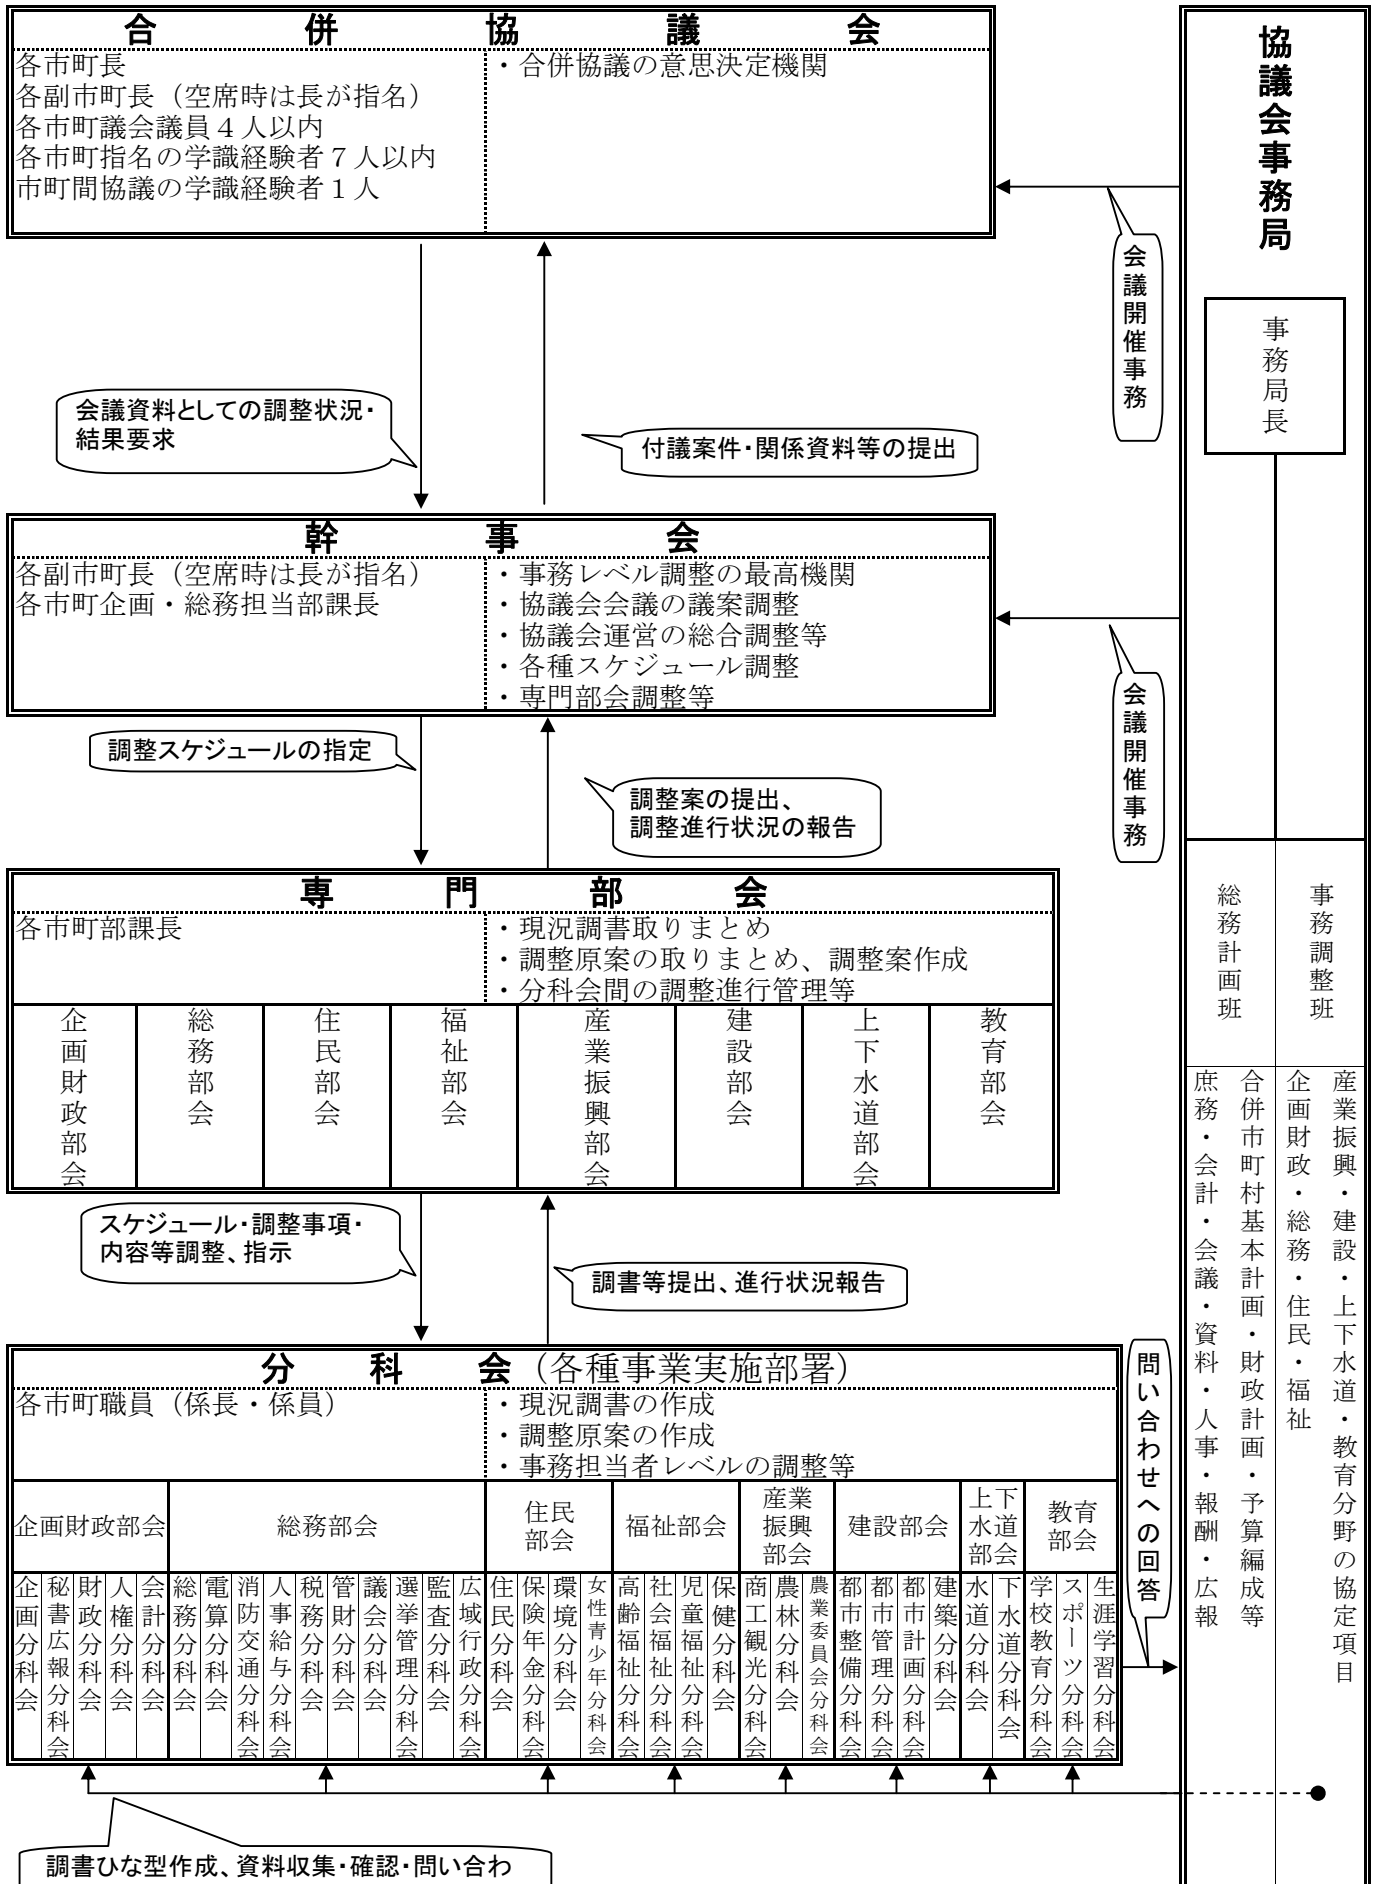 合併協議会
各市町長
各副市町長（空席時は長が指名）
各市町議会議員４人以内
各市町指名の学識経験者７人以内
市町間協議の学識経験者１人
・合併協議の意思決定機関
会議開催事務
会議資料としての調整状況・
結果要求
付議案件・関係資料等の提出
幹事会
各副市町長（空席時は長が指名）
各市町企画・総務担当部課長
・事務レベル調整の最高機関
・協議会会議の議案調整
・協議会運営の総合調整等
・各種スケジュール調整
・専門部会調整等
会議開催事務
調整スケジュールの指定
調整案の提出、
調整進行状況の報告
専門部会
各市町部課長
・現況調書取りまとめ
・調整原案の取りまとめ、調整案作成
・分科会間の調整進行管理等
企画財政部会
総務部会
住民部会
福祉部会
産業振興部会
建設部会
上下水道部会
教育部会
スケジュール・調整事項・
内容等調整、指示
調書等提出、進行状況報告
分科会（各種事業実施部署）
各市町職員（係長・係員）
・現況調書の作成
・調整原案の作成
・事務担当者レベルの調整等
企画財政部会
総務部会
住民
部会
福祉部会
産業
振興
部会
建設部会
上下
水道
部会
教育
部会
企画分科会
秘書広報分科会
財政分科会
人権分科会
会計分科会
総務分科会
電算分科会
消防交通分科会
人事給与分科会
税務分科会
管財分科会
議会分科会
選挙管理分科会
監査分科会
広域行政分科会
住民分科会
保険年金分科会
環境分科会
女性青少年分科会
高齢福祉分科会
社会福祉分科会
児童福祉分科会
保健分科会
商工観光分科会
農林分科会
農業委員会分科会
都市整備分科会
都市管理分科会
都市計画分科会
建築分科会
水道分科会
下水道分科会
学校教育分科会
スポーツ分科会
生涯学習分科会
問い合わせへの回答
調書ひな型作成、資料収集・確認・問い合わ
協議会事務局
事務局長
事務調整班
総務計画班
産業振興・建設・上下水道・教育分野の協定項目
企画財政・総務・住民・福祉
合併市町村基本計画・財政計画・予算編成等
庶務・会計・会議・資料・人事・報酬・広報